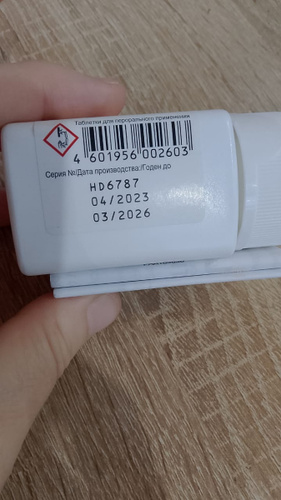 Таблетки для перорального применения
4 601956 002603
Серия №/Дата производства:/Годен до
HD6787
04/2023
03/2026